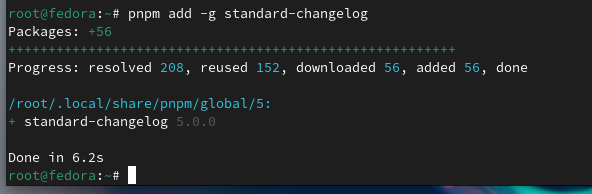 root@fedora:~# pnpm add -g standard-changelog
Packages: +56
++++++++++++++++++++++++++++++++++++++++++++++++++++++++
Progress: resolved 208, reused 152, downloaded 56, added 56, done
/root/.local/share/pnpm/global/5:
+ standard-changelog 5.0.0
Done in 6.2s
root@fedora:~#